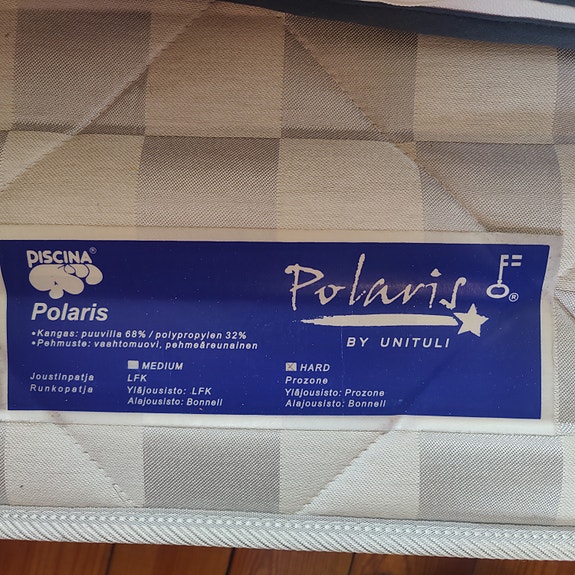 PISCINA®
Polaris
•Kangas: puuvilla 68% / polypropylen 32%
•Pehmuste: vaahtomuovi, pehmeäreunainen
Polaris ®
BY UNITULI
MEDIUM HARD
Joustinpatja LFK Prozone
Runkopatja Yläjousisto: LFK Yläjousisto: Prozone
Alajousisto: Bonnell Alajousisto: Bonnell